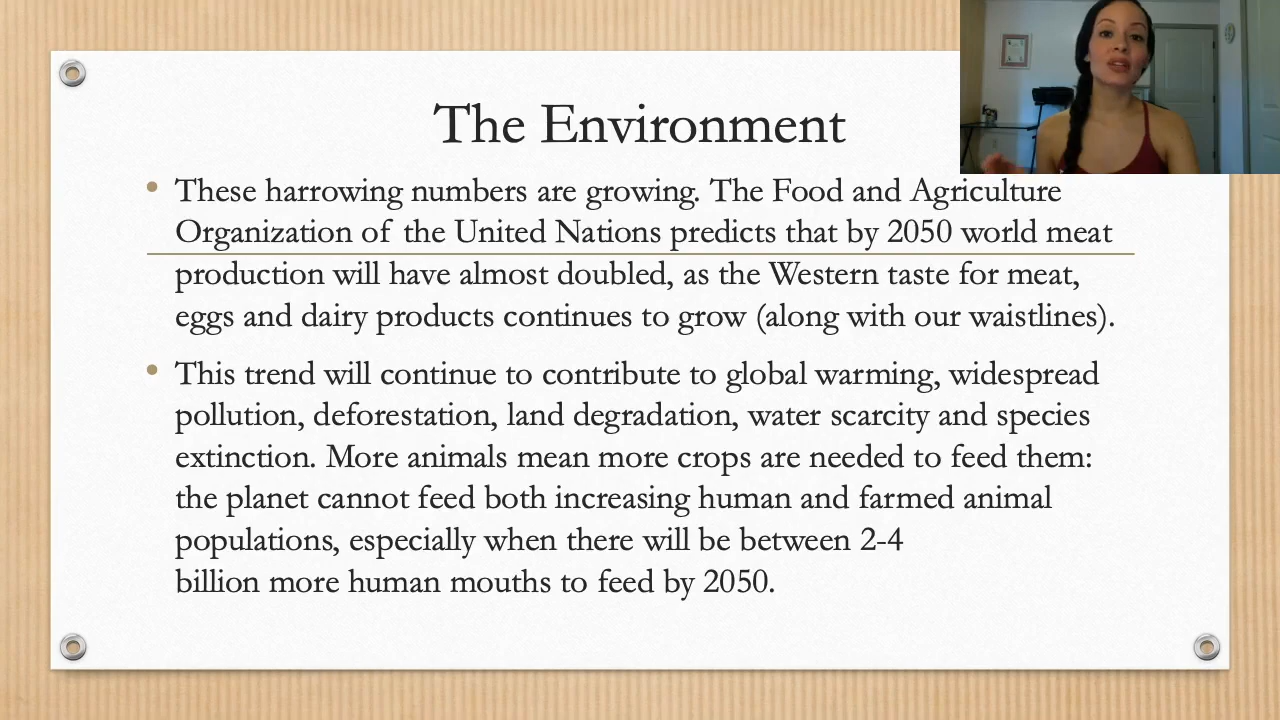 The Environment
These harrowing numbers are growing. The Food and Agriculture
Organization of the United Nations predicts that by 2050 world meat
production will have almost doubled, as the Western taste for meat,
eggs and dairy products continues to grow (along with our waistlines).
This trend will continue to contribute to global warming, widespread
pollution, deforestation, land degradation, water scarcity and species
extinction. More animals mean more crops are needed to feed them:
the planet cannot feed both increasing human and farmed animal
populations, especially when there will be between 2-4
billion more human mouths to feed by 2050.